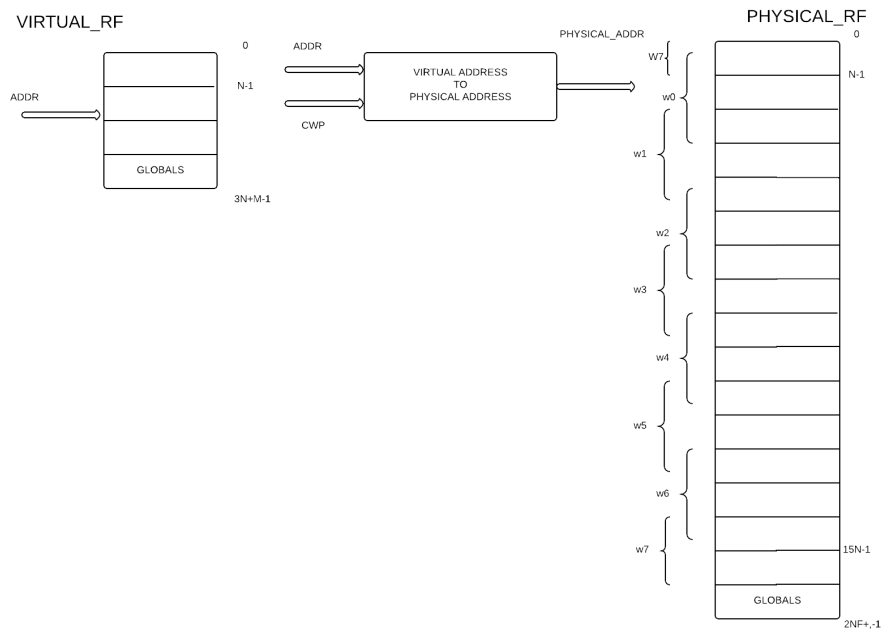 VIRTUAL_RF
0
N-1
ADDR
GLOBALS
3N+M-1
ADDR
CWP
VIRTUAL ADDRESS
TO
PHYSICAL ADDRESS
PHYSICAL_ADDR
PHYSICAL_RF
0
N-1
W7
w0
w1
w2
w3
w4
w5
w6
w7
15N-1
GLOBALS
2NF+,-1